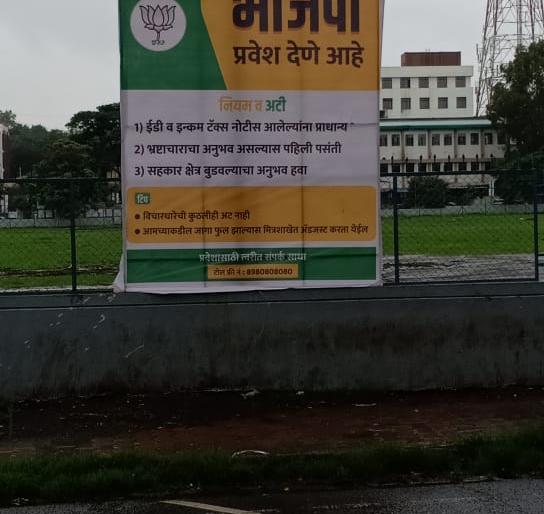 भाजपा
प्रवेश देणे आहे
नियम व अटी
1) ईडी व इन्कम टॅक्स नोटीस आलेल्यांना प्राधान्य
2) भ्रष्टाचाराचा अनुभव असल्यास पहिली पसंती
3) सहकार क्षेत्र बुडवल्याचा अनुभव हवा
टिप
● विचारधारेची कुठलीही अट नाही
● आमच्याकडील जागा फुल झाल्यास मित्रशाखेत ॲडजस्ट करता येईल
प्रवेशासाठी त्वरीत संपर्क साधा
टोल फ्री नं : 8980808080